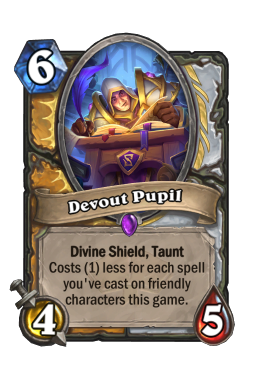 6
Devout Pupil
Divine Shield, Taunt
Costs (1) less for each spell
you've cast on friendly
characters this game.
4
5